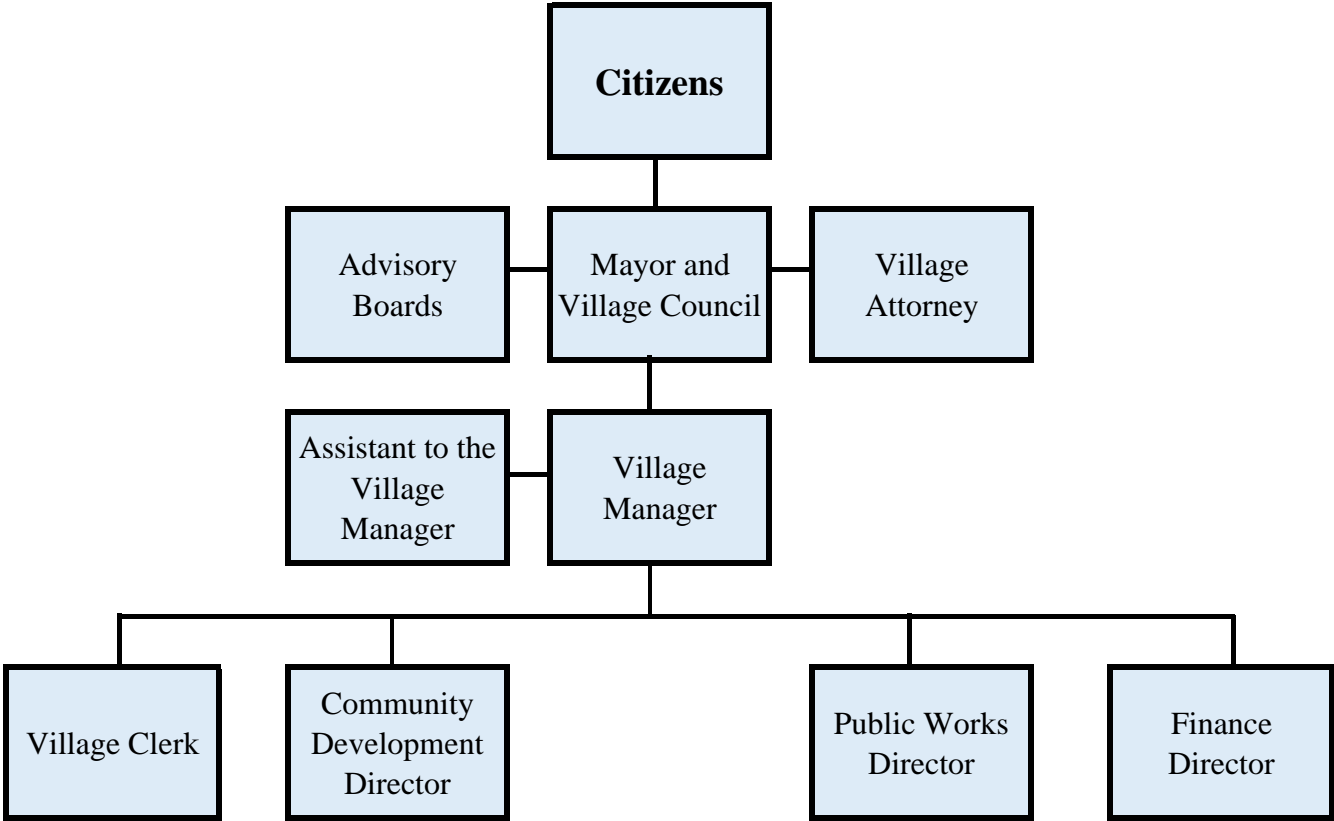 Citizens
Advisory
Boards
Mayor and
Village Council
Village
Attorney
Assistant to the
Village
Manager
Village
Manager
Village Clerk
Community
Development
Director
Public Works
Director
Finance
Director